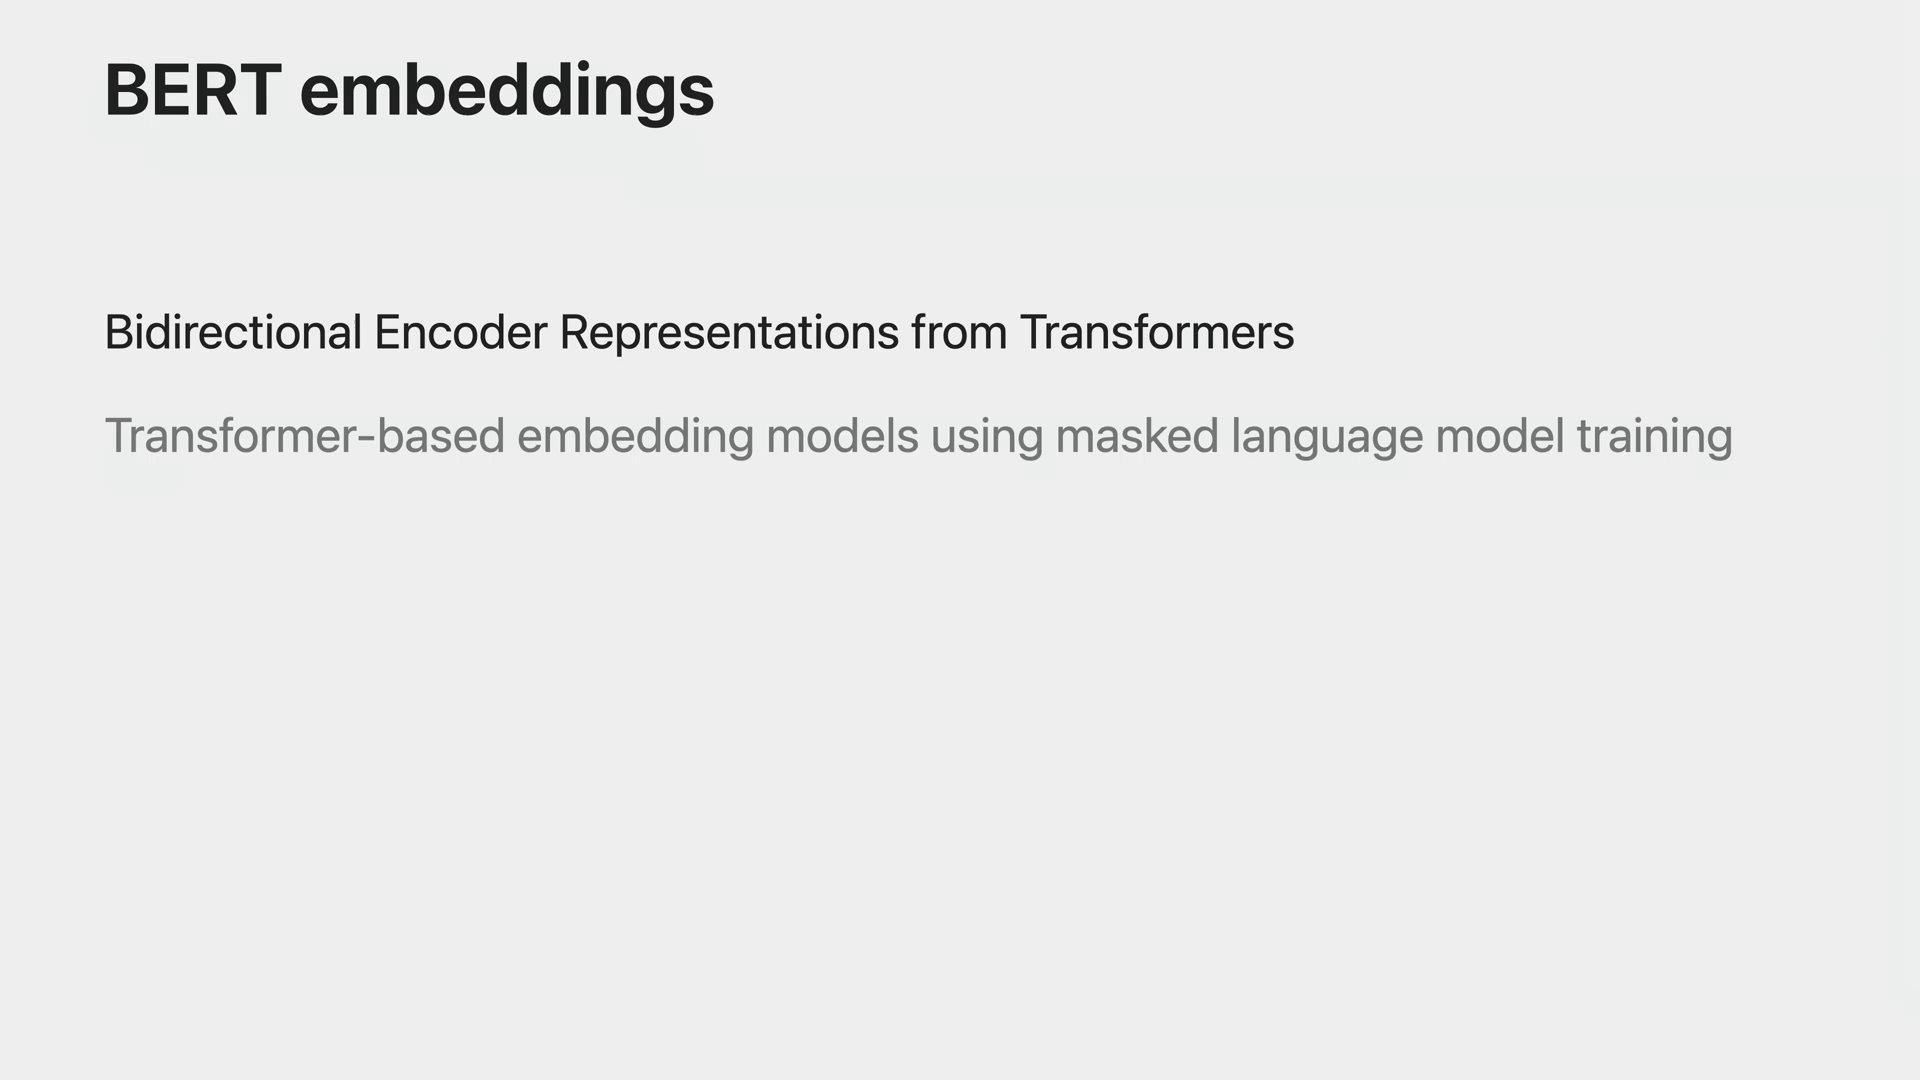 BERT embeddings
Bidirectional Encoder Representations from Transformers
Transformer-based embedding models using masked language model training